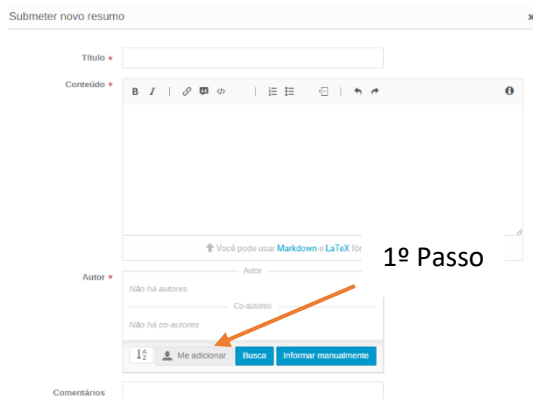 Submeter novo resumo
Título *
Conteúdo *
B I
Você pode usar Markdown e LaTeX
1º Passo
Autor *
Autor
Não há autores
Co-autores
Não há co-autores
Me adicionar Busca Informar manualmente
Comentários